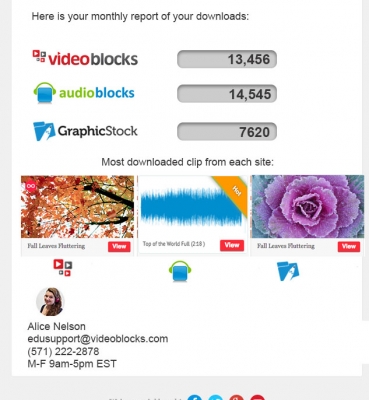 Here is your monthly report of your downloads:
videoblocks 13,456
audioblocks 14,545
GraphicStock 7620
Most downloaded clip from each site:
Hot
Fall Leaves Fluttering View
Top of the World Full (2:18 ) View
Fall Leaves Fluttering View
Alice Nelson
edusupport@videoblocks.com
(571) 222-2878
M-F 9am-5pm EST